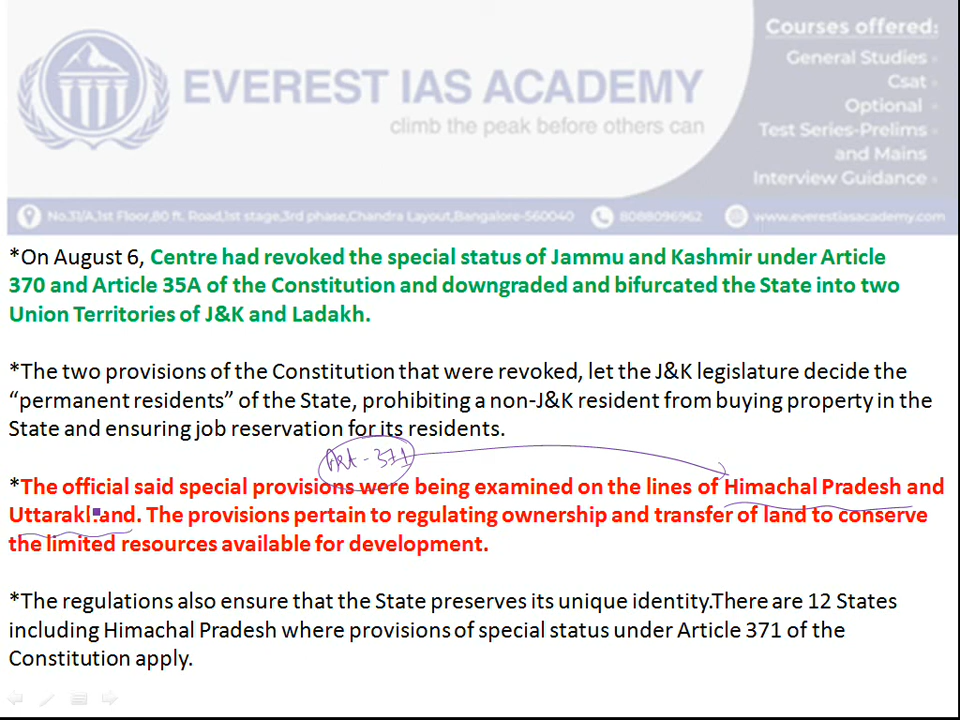 Courses offered:
General Studies
Csat
EVEREST IAS ACADEMY
Optional
climb the peak before others can
Test Series-Prelims
and Mains
Interview Guidance
No.31/A,1st Floor,80 ft. Road,1st stage,3rd phase,Chandra Layout,Bangalore-560040 8088096962 www.everestiasacademy.com
*On August 6, Centre had revoked the special status of Jammu and Kashmir under Article
370 and Article 35A of the Constitution and downgraded and bifurcated the State into two
Union Territories of J&K and Ladakh.
*The two provisions of the Constitution that were revoked, let the J&K legislature decide the
“permanent residents” of the State, prohibiting a non-J&K resident from buying property in the
State and ensuring job reservation for its residents.
Art - 371
*The official said special provisions were being examined on the lines of Himachal Pradesh and
Uttarakhand. The provisions pertain to regulating ownership and transfer of land to conserve
the limited resources available for development.
*The regulations also ensure that the State preserves its unique identity.There are 12 States
including Himachal Pradesh where provisions of special status under Article 371 of the
Constitution apply.